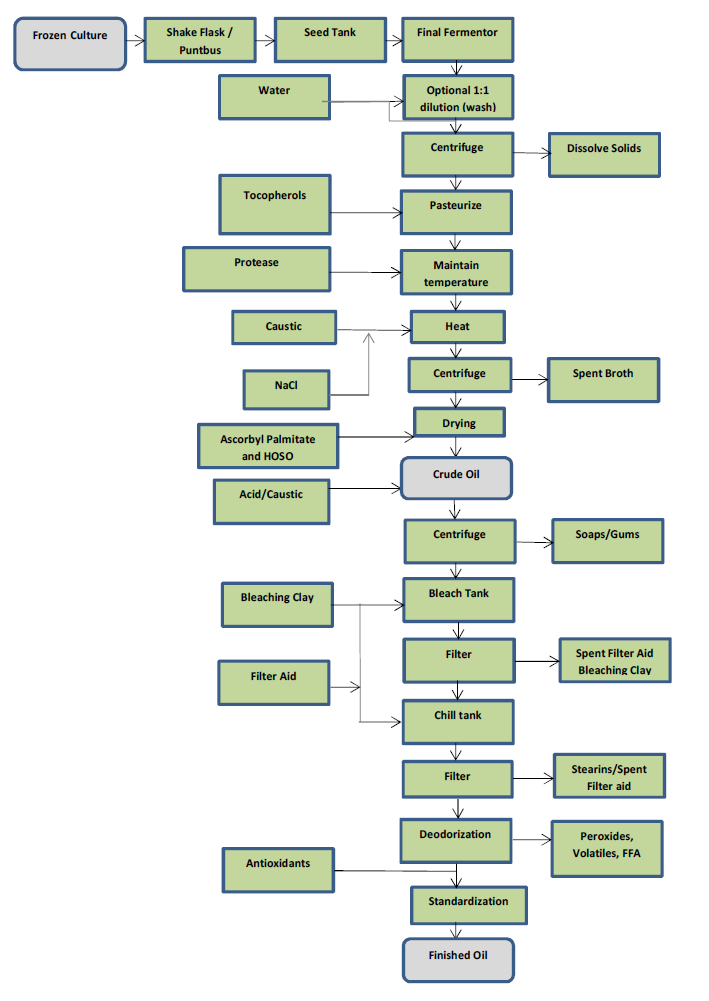 Frozen Culture
Shake Flask /
Puntbus
Seed Tank
Final Fermentor
Water
Optional 1:1
dilution (wash)
Centrifuge
Dissolve Solids
Tocopherols
Pasteurize
Protease
Maintain
temperature
Caustic
Heat
NaCl
Centrifuge
Spent Broth
Ascorbyl Palmitate
and HOSO
Drying
Crude Oil
Acid/Caustic
Centrifuge
Soaps/Gums
Bleaching Clay
Bleach Tank
Filter
Spent Filter Aid
Bleaching Clay
Filter Aid
Chill tank
Filter
Stearins/Spent
Filter aid
Deodorization
Peroxides,
Volatiles, FFA
Antioxidants
Standardization
Finished Oil